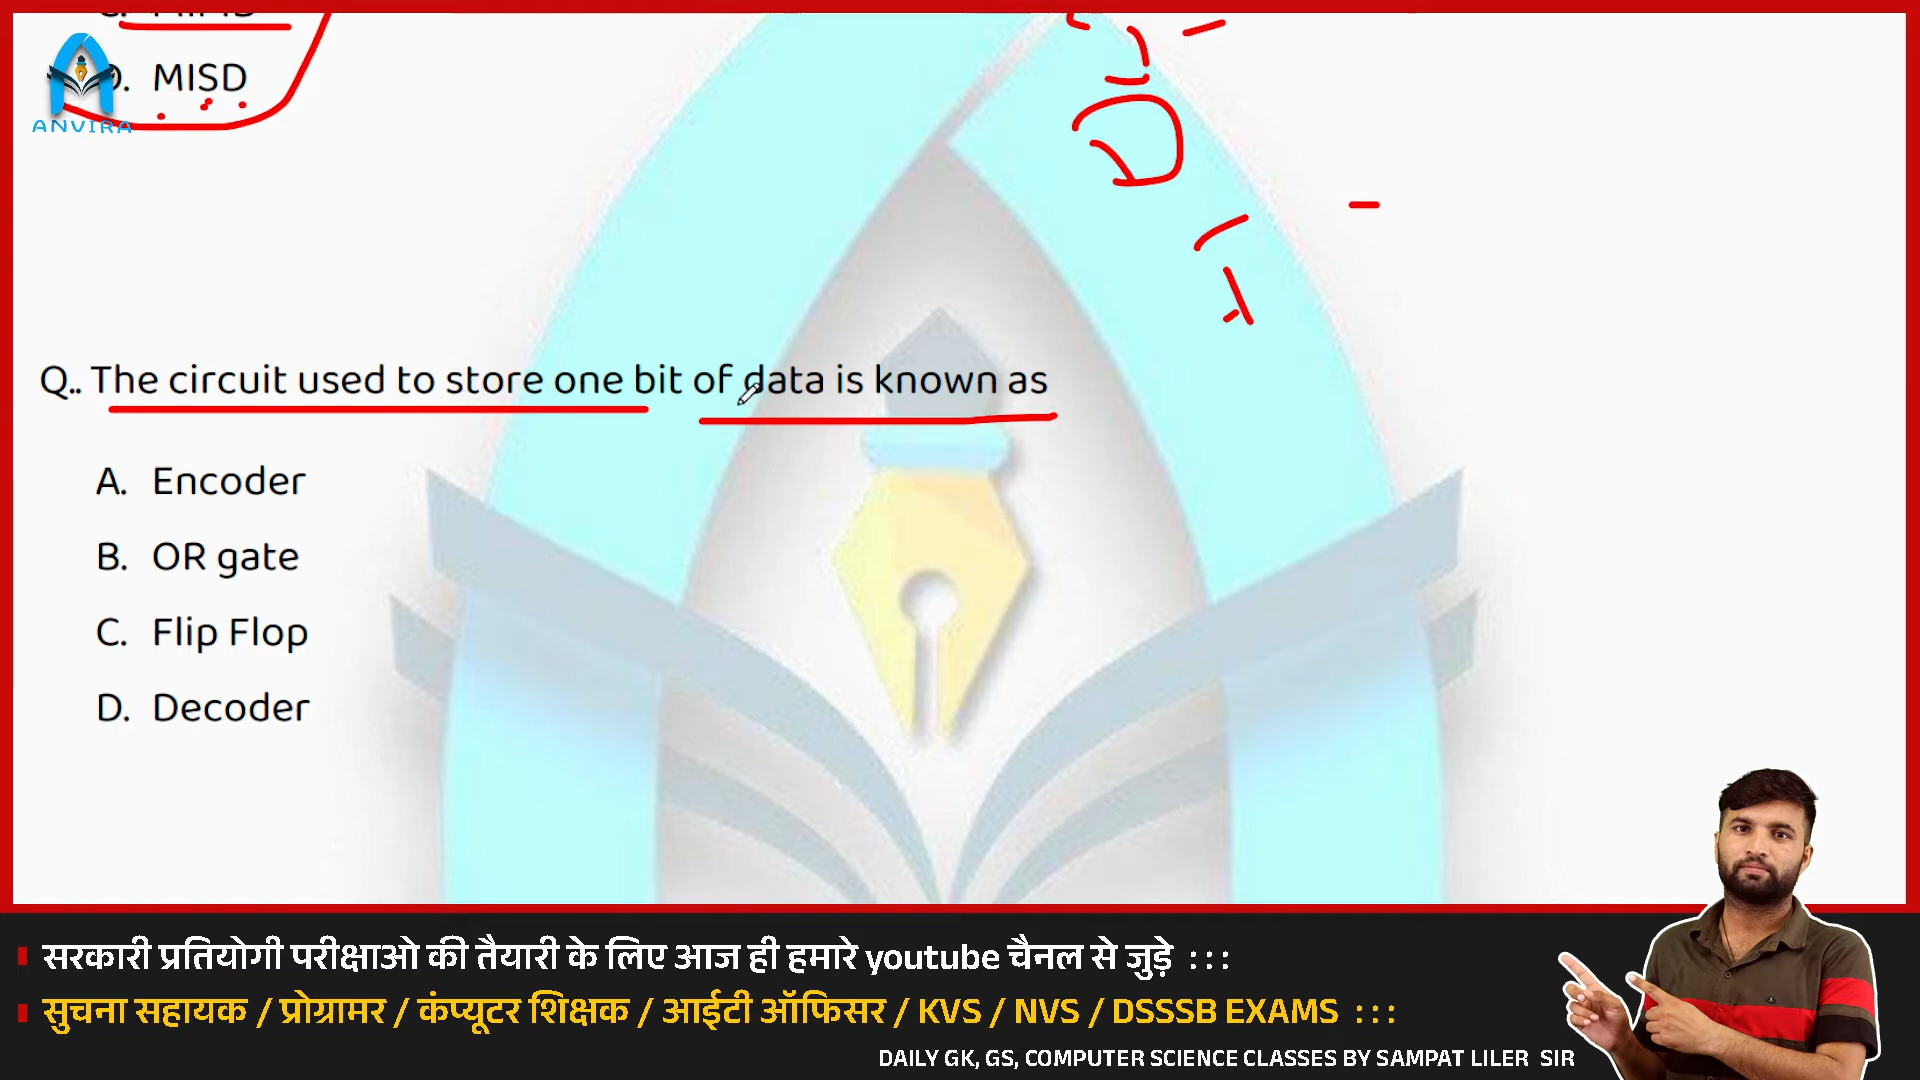 D. MISD
ANVIRA
Q.. The circuit used to store one bit of data is known as
A. Encoder
B. OR gate
C. Flip Flop
D. Decoder
सरकारी प्रतियोगी परीक्षाओ की तैयारी के लिए आज ही हमारे youtube चैनल से जुड़े : : :
सुचना सहायक / प्रोग्रामर / कंप्यूटर शिक्षक / आईटी ऑफिसर / KVS / NVS / DSSSB EXAMS : : :
DAILY GK, GS, COMPUTER SCIENCE CLASSES BY SAMPAT LILER SIR